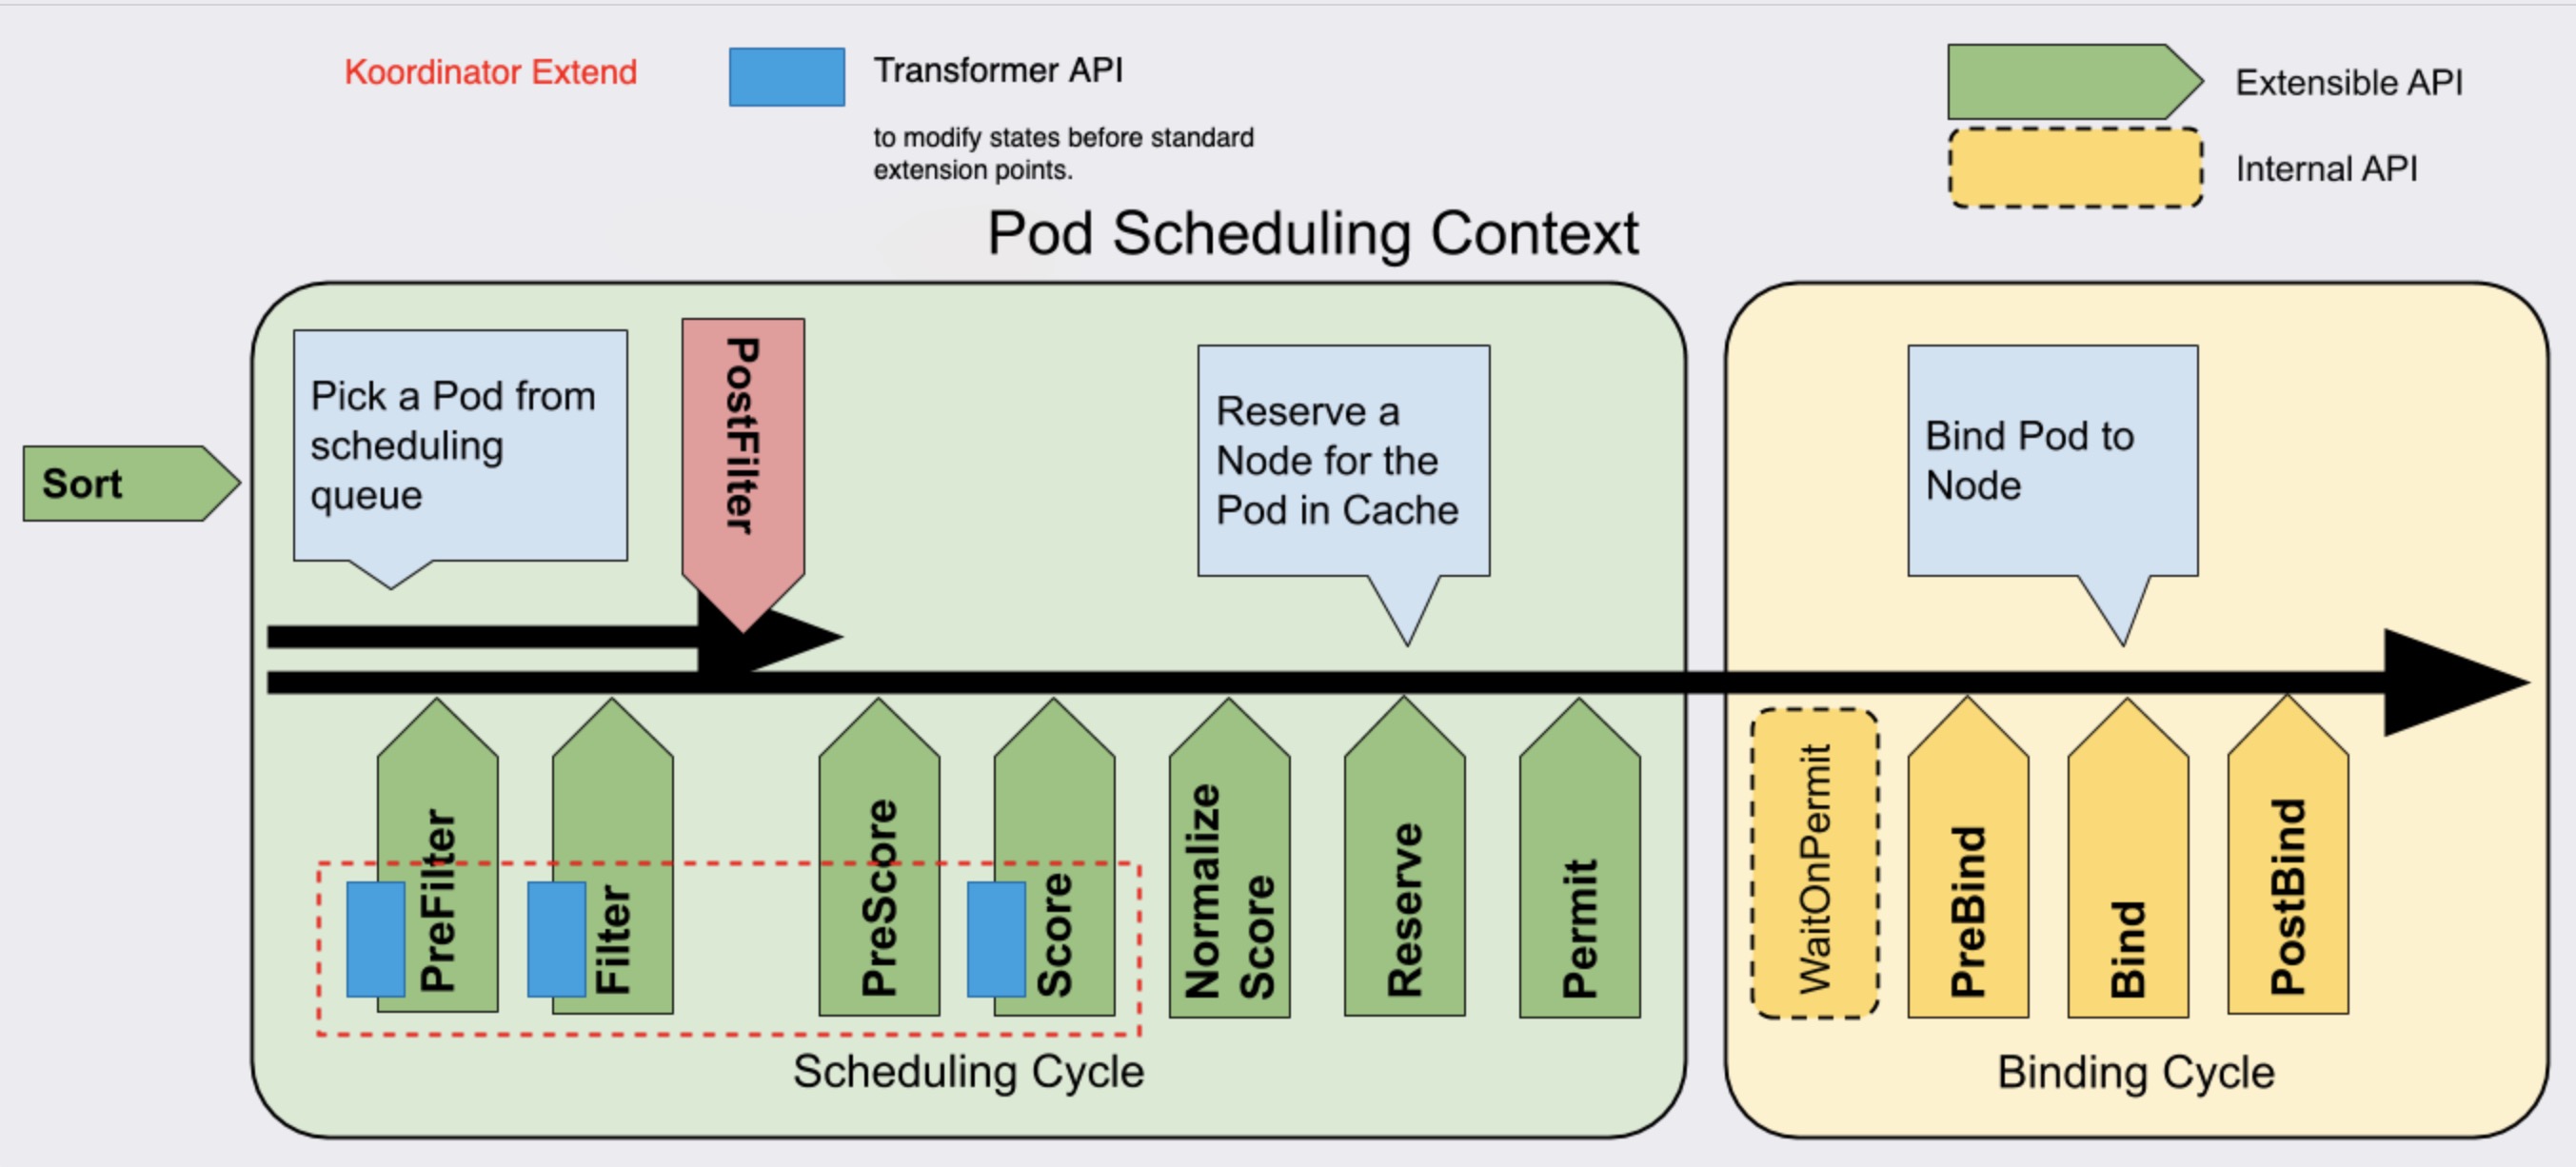 Koordinator Extend
Transformer API
to modify states before standard
extension points.
Extensible API
Internal API
Pod Scheduling Context
Sort
Pick a Pod from
scheduling
queue
PostFilter
Reserve a
Node for the
Pod in Cache
Bind Pod to
Node
PreFilter
Filter
PreScore
Score
Normalize
Score
Reserve
Permit
WaitOnPermit
PreBind
Bind
PostBind
Scheduling Cycle
Binding Cycle